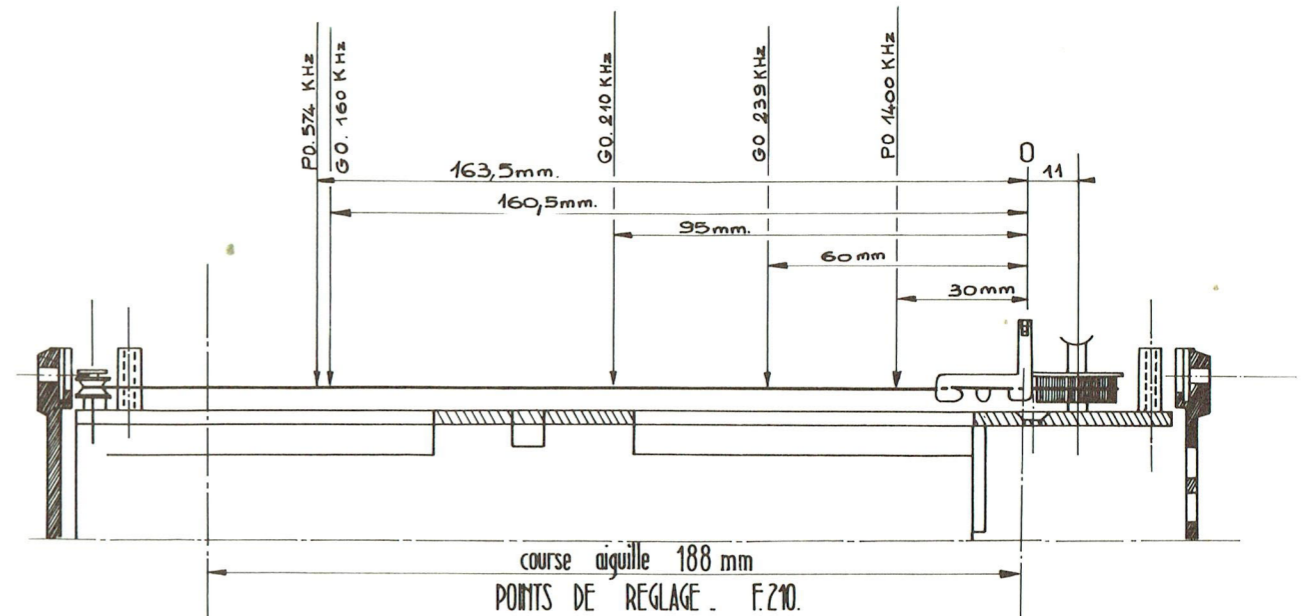 PO. 574 KHz
GO. 160 KHz
GO. 210 KHz
GO 239 KHz
PO 1400 KHz
O
11
163,5mm.
160,5mm.
95mm.
60mm
30mm
course aiguille 188 mm
POINTS DE REGLAGE _ F.210.